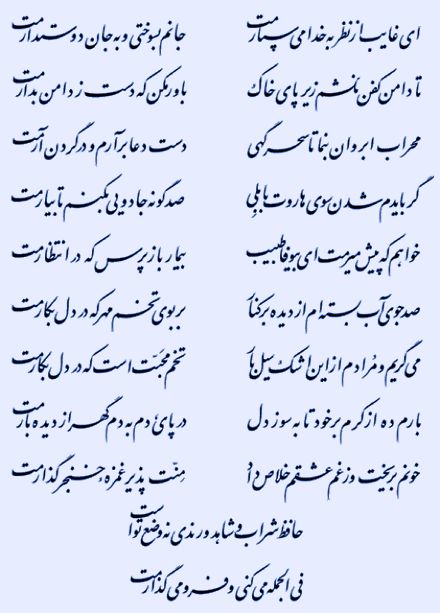 ای غایب از نظر به خدا می سپارمت جانم بسوختی و به جان دوست دارمت
تا دامن کفن نکشم زیر پای خاک باور مکن که دست ز دامن بدارمت
محراب ابروان بنما تا سحرگهی دست دعا برآرم و در گردن آرمت
گر بایدم شدن سوی هاروت بابلی صد گونه جادویی بکنم تا بیارمت
خواهم که پیش میرمت ای بیوفا طبیب بیمار باز پرس که در انتظارمت
صد جوی آب بسته ام از دیده بر کنار بر بوی تخم مهر که در دل بکارمت
می گریم و مرادم از این اشک سیل بار تخم محبت است که در دل بکارمت
بارم ده از کرم بر خود تا به سوز دل در پای دم به دم گهر از دیده بارمت
خونم بریخت وز غم عشقم خلاص داد منّت پذیر غمزه خنجر گذارمت
حافظ شراب و شاهد و رندی نه وضع توست
فی الجمله می کنی و فرو می گذارمت